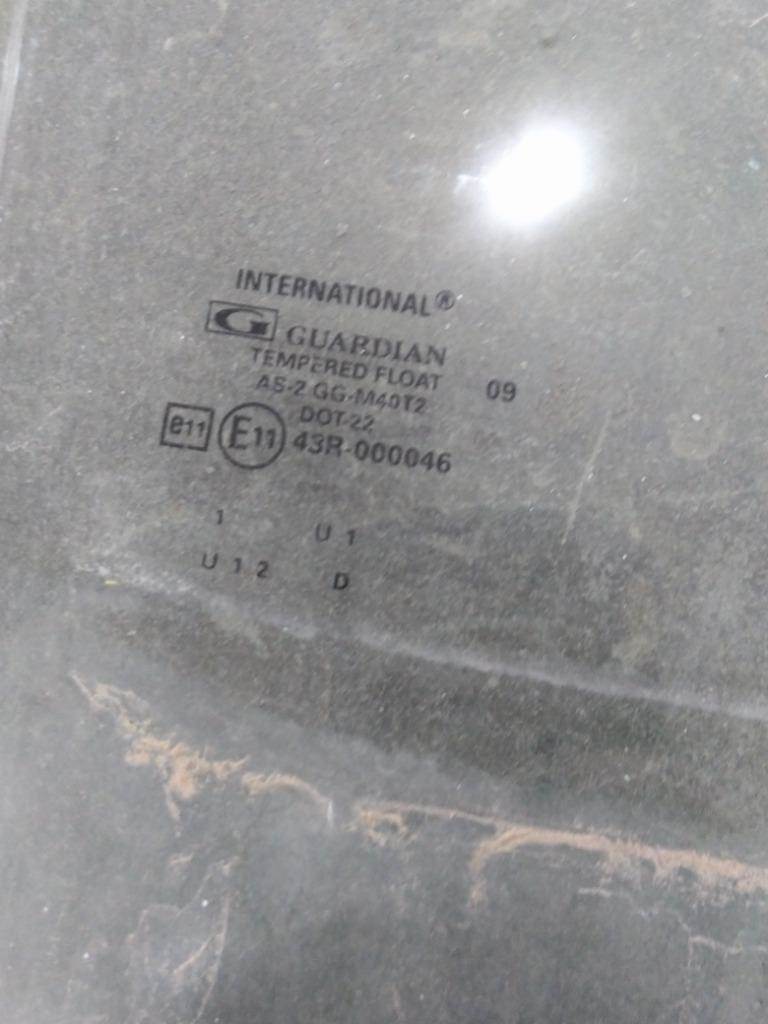 INTERNATIONAL®
G GUARDIAN
TEMPERED FLOAT 09
AS-2 GG-M40T2
DOT-22
e11 E11 43R-000046
1 U 1
U 1 2 D